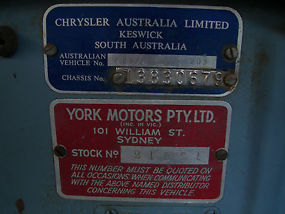 CHRYSLER AUSTRALIA LIMITED
KESWICK
SOUTH AUSTRALIA
AUSTRALIAN
VEHICLE No.
CHASSIS No.
YORK MOTORS PTY. LTD.
(INC. IN VIC.)
101 WILLIAM ST.
SYDNEY
STOCK No
THIS NUMBER MUST BE QUOTED ON
ALL OCCASIONS WHEN COMMUNICATING
WITH THE ABOVE NAMED DISTRIBUTOR
CONCERNING THIS VEHICLE.